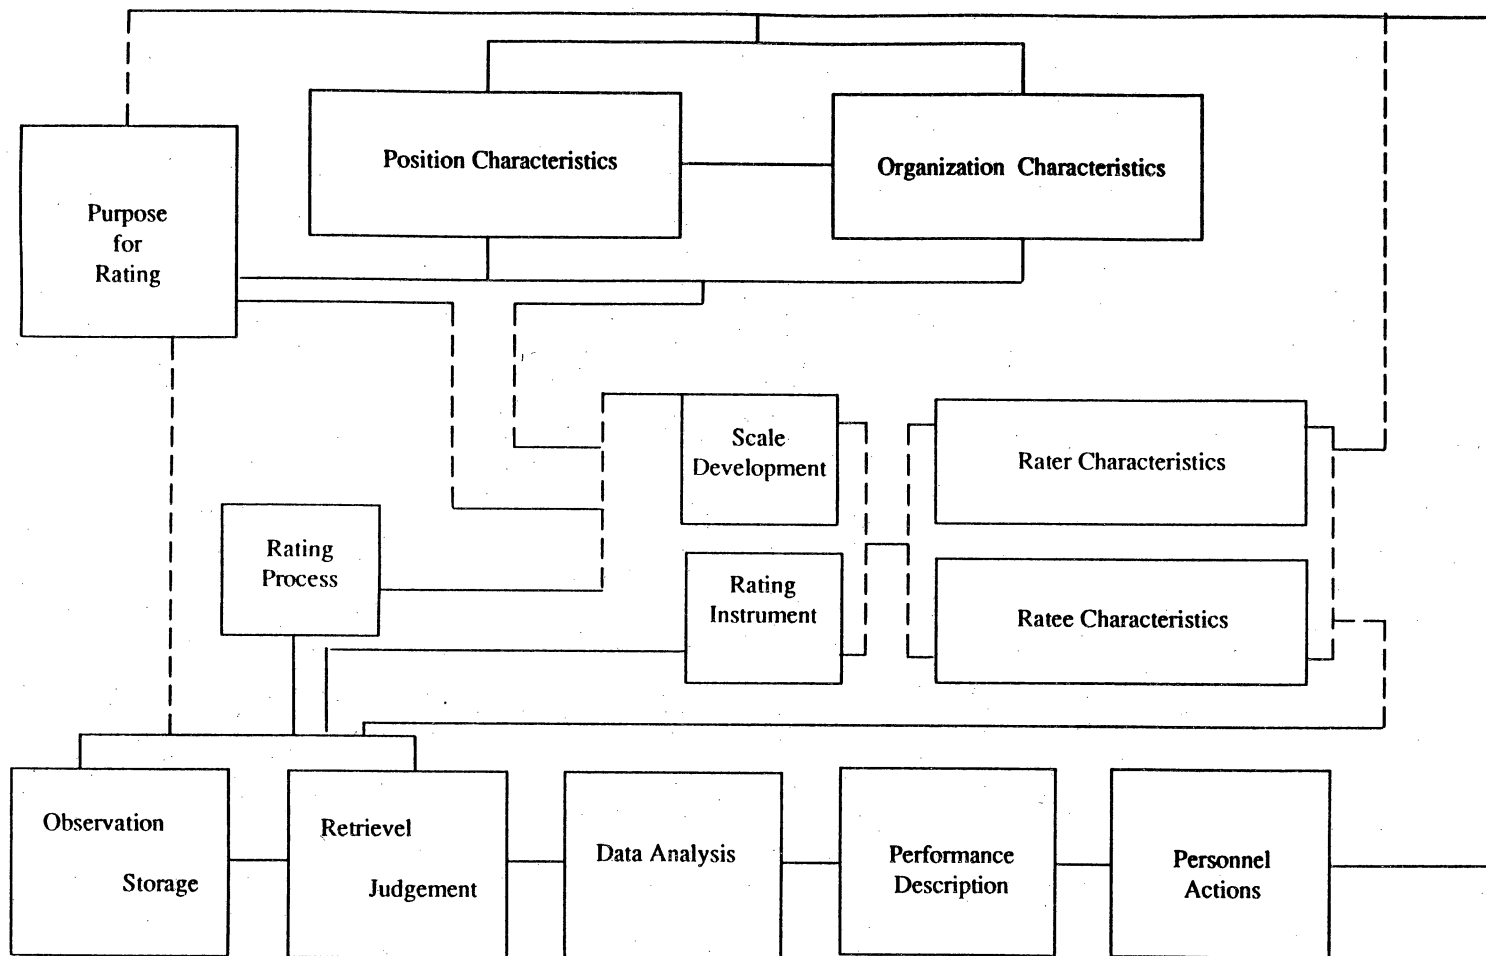 Position Characteristics
Organization Characteristics
Purpose
for
Rating
Scale
Development
Rater Characteristics
Rating
Process
Rating
Instrument
Ratee Characteristics
Observation
Storage
Retrievel
Judgement
Data Analysis
Performance
Description
Personnel
Actions